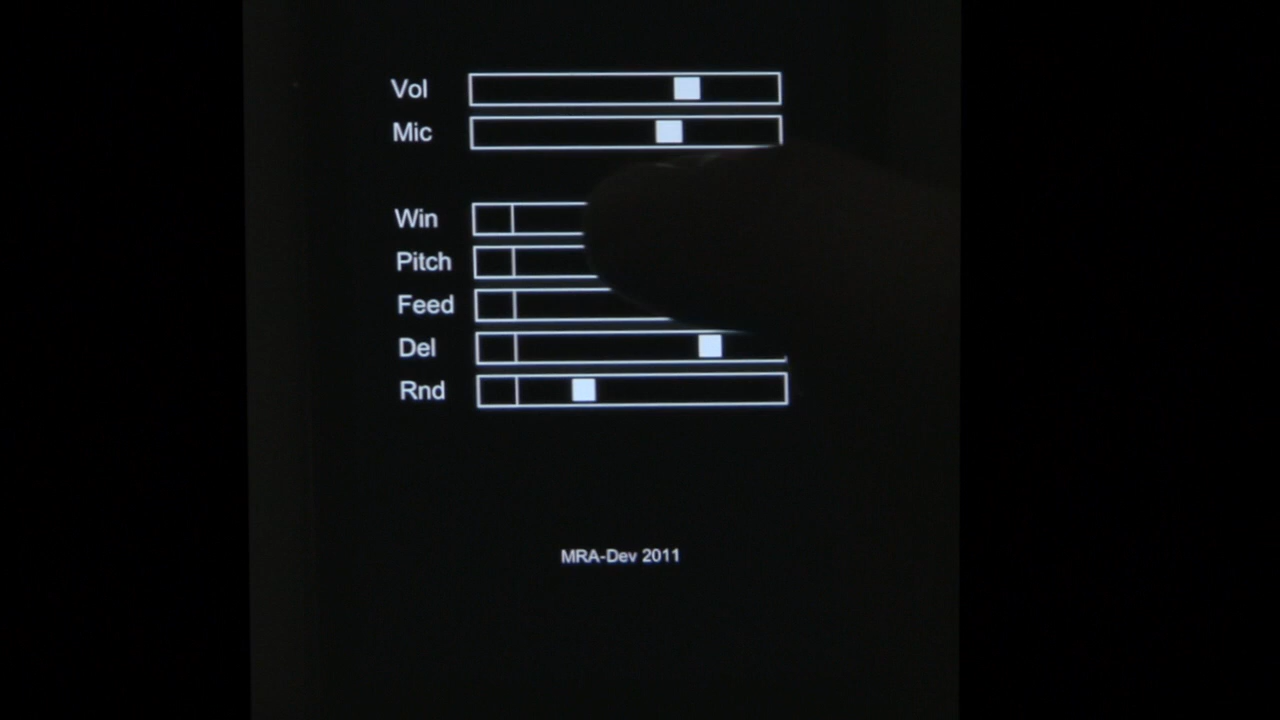 Vol
Mic
Win
Pitch
Feed
Del
Rnd
MRA-Dev 2011